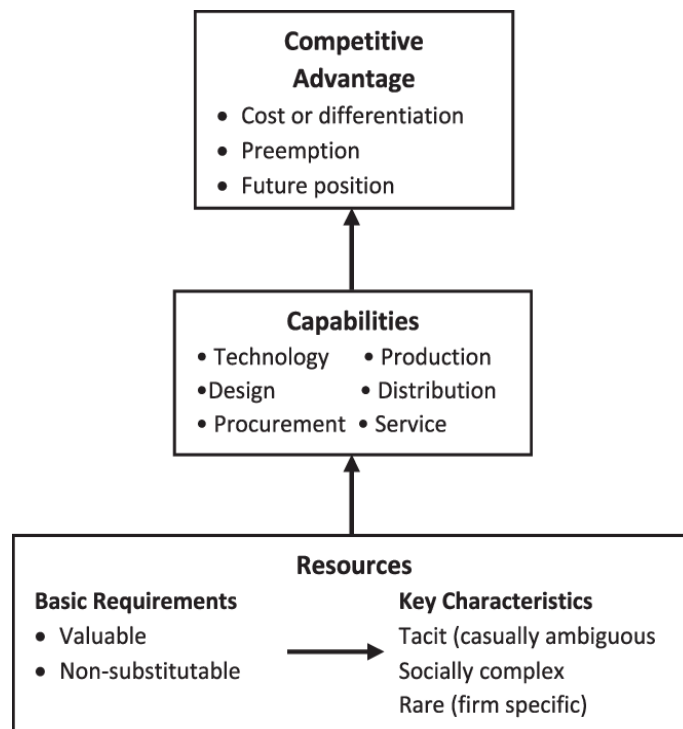 Competitive
Advantage
• Cost or differentiation
• Preemption
• Future position
Capabilities
• Technology • Production
•Design • Distribution
• Procurement • Service
Resources
Basic Requirements
• Valuable
• Non-substitutable
Key Characteristics
Tacit (casually ambiguous
Socially complex
Rare (firm specific)